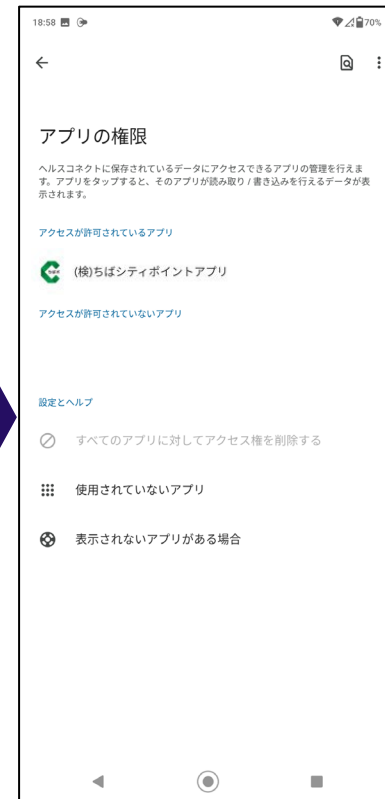 18:58
70%
アプリの権限
ヘルスコネクトに保存されているデータにアクセスできるアプリの管理を行えま
す。アプリをタップすると、そのアプリが読み取り / 書き込みを行えるデータが表
示されます。
アクセスが許可されているアプリ
(検)ちばシティポイントアプリ
アクセスが許可されていないアプリ
設定とヘルプ
すべてのアプリに対してアクセス権を削除する
使用されていないアプリ
表示されないアプリがある場合